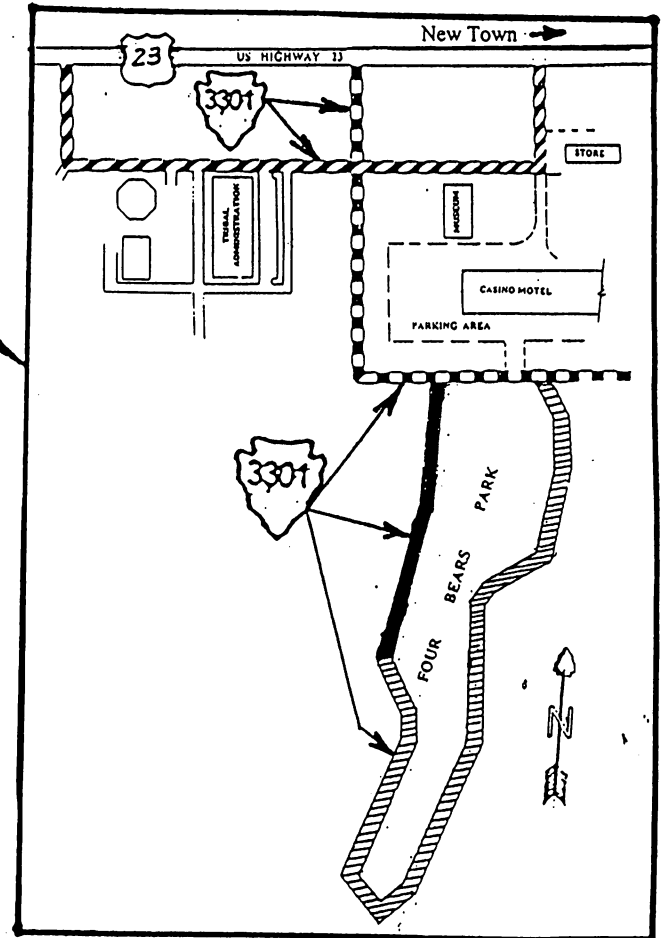 New Town
23
US HIGHWAY 23
3301
STORE
TRIBAL
ADMINISTRATION
MUSEUM
CASINO MOTEL
PARKING AREA
3301
FOUR BEARS PARK
N